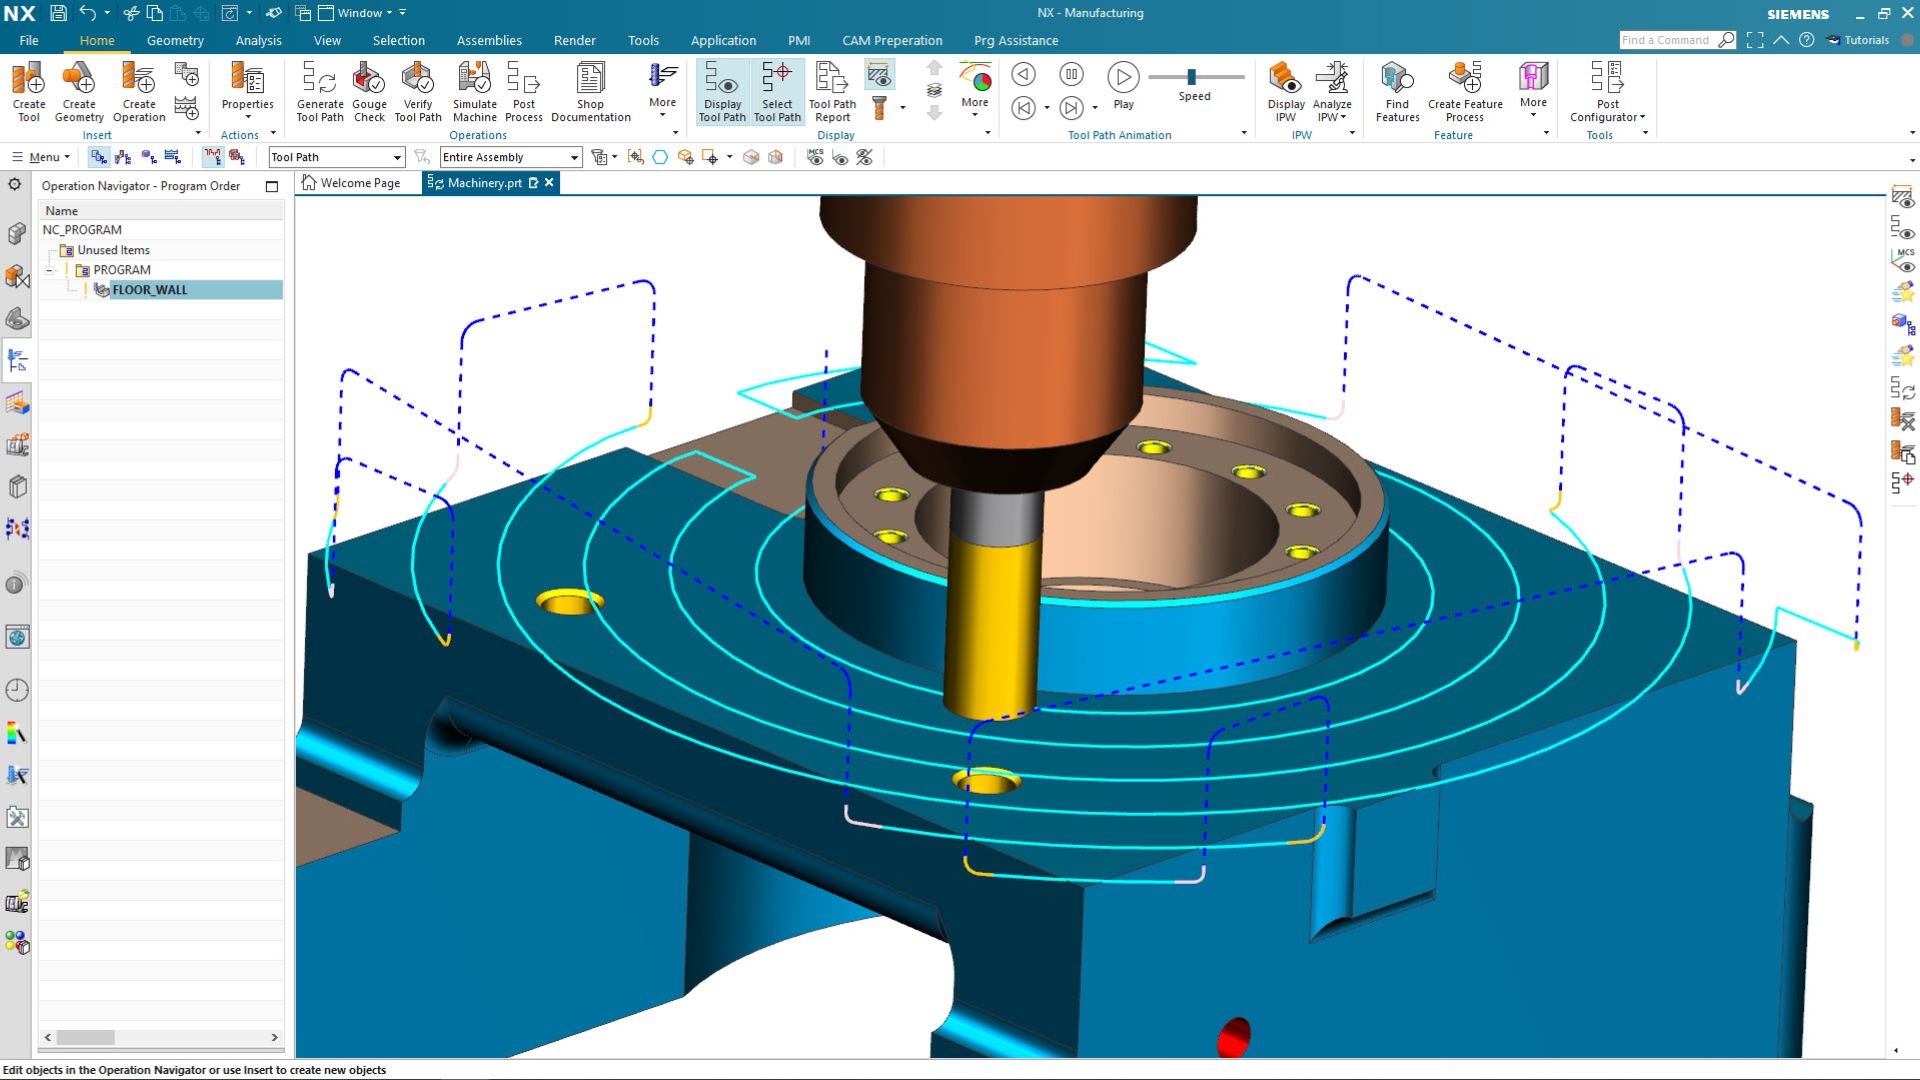 NX
Window
NX - Manufacturing
SIEMENS
File Home Geometry Analysis View Selection Assemblies Render Tools Application PMI CAM Preperation Prg Assistance
Find a Command
Tutorials
Create Tool
Create Geometry
Create Operation
Insert
Properties
Actions
Generate Tool Path
Gouge Check
Verify Tool Path
Simulate Machine
Post Process
Shop Documentation
More
Operations
Display Tool Path
Select Tool Path
Tool Path Report
More
Display
Play
Speed
Tool Path Animation
Display IPW
Analyze IPW
IPW
Find Features
Create Feature Process
More
Feature
Post Configurator
Tools
Menu
Tool Path
Entire Assembly
MCS
Operation Navigator - Program Order
Welcome Page
Machinery.prt
Name
NC_PROGRAM
Unused Items
PROGRAM
FLOOR_WALL
MCS
Edit objects in the Operation Navigator or use Insert to create new objects